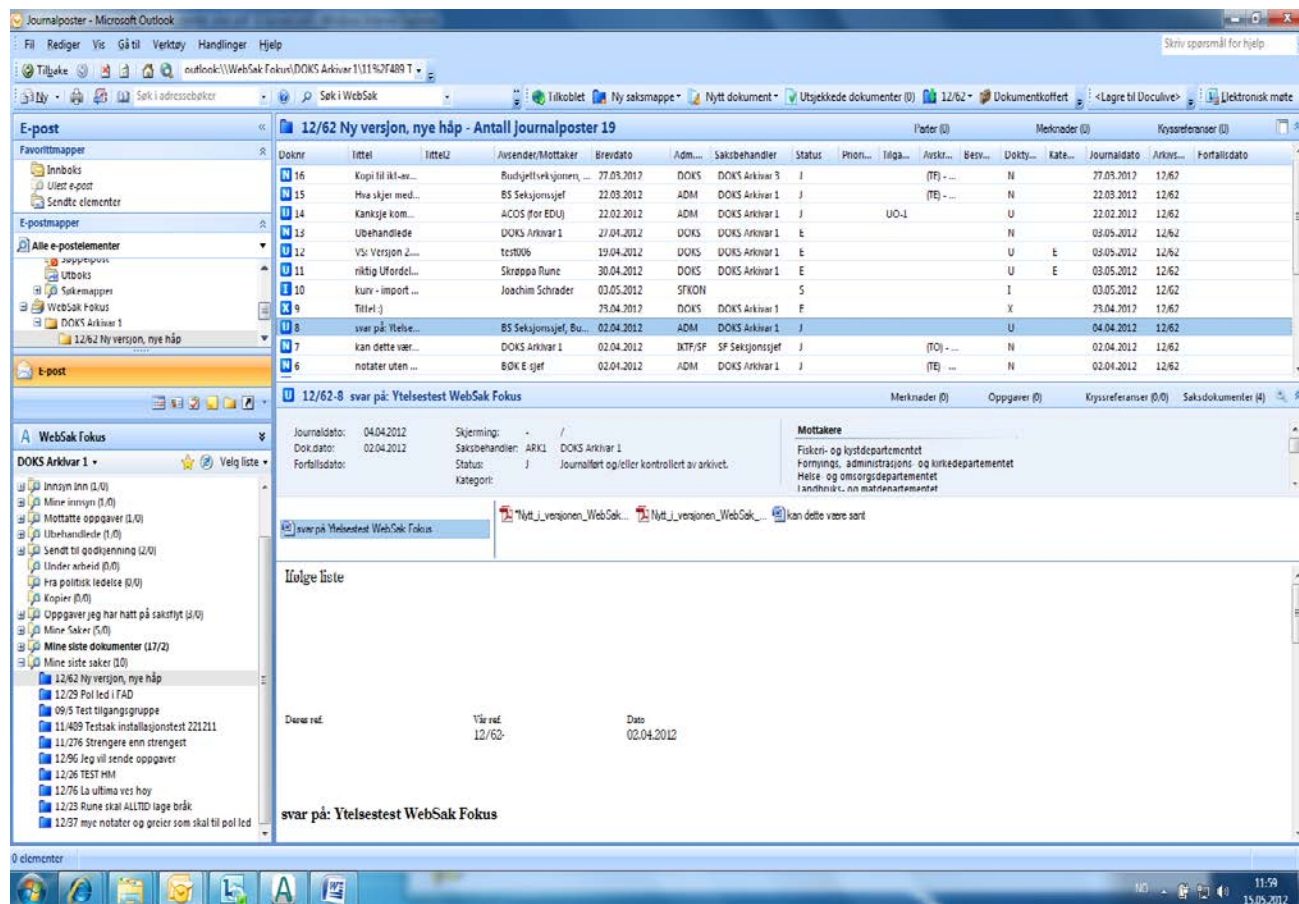 Journalposter - Microsoft Outlook
Fil Rediger Vis Gå til Verktøy Handlinger Hjelp
Skriv spørsmål for hjelp
Tilbake outlook:\\WebSak Fokus\DOKS Arkivar 1\11%2F489 T
Ny Søk i adressebøker Søk i WebSak Tilkoblet Ny saksmappe Nytt dokument Utsjekkede dokumenter (0) 12/62 Dokumentkoffert <Lagre til Doculive> Elektronisk møte
E-post
12/62 Ny versjon, nye håp - Antall journalposter 19 Parter (0) Merknader (0) Kryssreferanser (0)
Favorittmapper
Innboks
Ulest e-post
Sendte elementer
E-postmapper
Alle e-postelementer
Søppelpost
Utboks
Søkemapper
WebSak Fokus
DOKS Arkivar 1
12/62 Ny versjon, nye håp
E-post
Doknr Tittel Tittel2 Avsender/Mottaker Brevdato Adm.... Saksbehandler Status Prion... Tilga... Avskr... Besv... Dokty... Kate... Journaldato Arkivs... Forfallsdato
N 16 Kopi til ikt-av... Budsjettseksjonen, ... 27.03.2012 DOKS DOKS Arkivar 3 J (TE) - ... N 27.03.2012 12/62
N 15 Hva skjer med... BS Seksjonssjef 22.03.2012 ADM DOKS Arkivar 1 J (TE) - ... N 22.03.2012 12/62
U 14 Kanksje kom... ACOS (for EDU) 22.02.2012 ADM DOKS Arkivar 1 J UO-1 U 22.02.2012 12/62
N 13 Ubehandlede DOKS Arkivar 1 27.04.2012 DOKS DOKS Arkivar 1 E N 03.05.2012 12/62
U 12 VS: Versjon 2.... test006 19.04.2012 DOKS DOKS Arkivar 1 E U E 03.05.2012 12/62
U 11 riktig Ufordel... Skrøppa Rune 30.04.2012 DOKS DOKS Arkivar 1 E U E 03.05.2012 12/62
I 10 kurv - import ... Joachim Schrader 03.05.2012 SFKON S I 03.05.2012 12/62
X 9 Tittel :) 23.04.2012 DOKS DOKS Arkivar 1 E X 23.04.2012 12/62
U 8 svar på: Ytelse... BS Seksjonssjef, Bu... 02.04.2012 ADM DOKS Arkivar 1 J U 04.04.2012 12/62
N 7 kan dette vær... DOKS Arkivar 1 02.04.2012 IKTF/SF SF Seksjonssjef J (TO) - ... N 02.04.2012 12/62
N 6 notater uten ... BØK E-sjef 02.04.2012 ADM DOKS Arkivar 1 J (TE) ... N 02.04.2012 12/62
U 12/62-8 svar på: Ytelsestest WebSak Fokus Merknader (0) Oppgaver (0) Kryssreferanser (0/0) Saksdokumenter (4)
Journaldato: 04.04.2012 Skjerming: - /
Dok.dato: 02.04.2012 Saksbehandler: ARK1 DOKS Arkivar 1
Forfallsdato: Status: J Journalført og/eller kontrollert av arkivet.
Kategori:
Mottakere
Fiskeri- og kystdepartementet
Fornyings, administrasjons- og kirkedepartementet
Helse- og omsorgsdepartementet
Landbruks- og matdepartementet
svar på Ytelsestest WebSak Fokus
*Nytt_i_versjonen_WebSak... Nytt_i_versjonen_WebSak_... kan dette være sant
WebSak Fokus
DOKS Arkivar 1 Velg liste
Innsyn Inn (1/0)
Mine innsyn (1/0)
Mottatte oppgaver (1/0)
Ubehandlede (1/0)
Sendt til godkjenning (2/0)
Under arbeid (0/0)
Fra politisk ledelse (0/0)
Kopier (0/0)
Oppgaver jeg har hatt på saksflyt (3/0)
Mine Saker (5/0)
Mine siste dokumenter (17/2)
Mine siste saker (10)
12/62 Ny versjon, nye håp
12/29 Pol led i FAD
09/5 Test tilgangsgruppe
11/489 Testsak installasjonstest 221211
11/276 Strengere enn strengest
12/96 Jeg vil sende oppgaver
12/26 TEST HM
12/76 La ultima ves hoy
12/23 Rune skal ALLTID lage bråk
12/37 mye notater og greier som skal til pol led
Ifølge liste
Deres ref. Vår ref. Dato
12/62- 02.04.2012
svar på: Ytelsestest WebSak Fokus
0 elementer
NO 11:59
15.05.2012